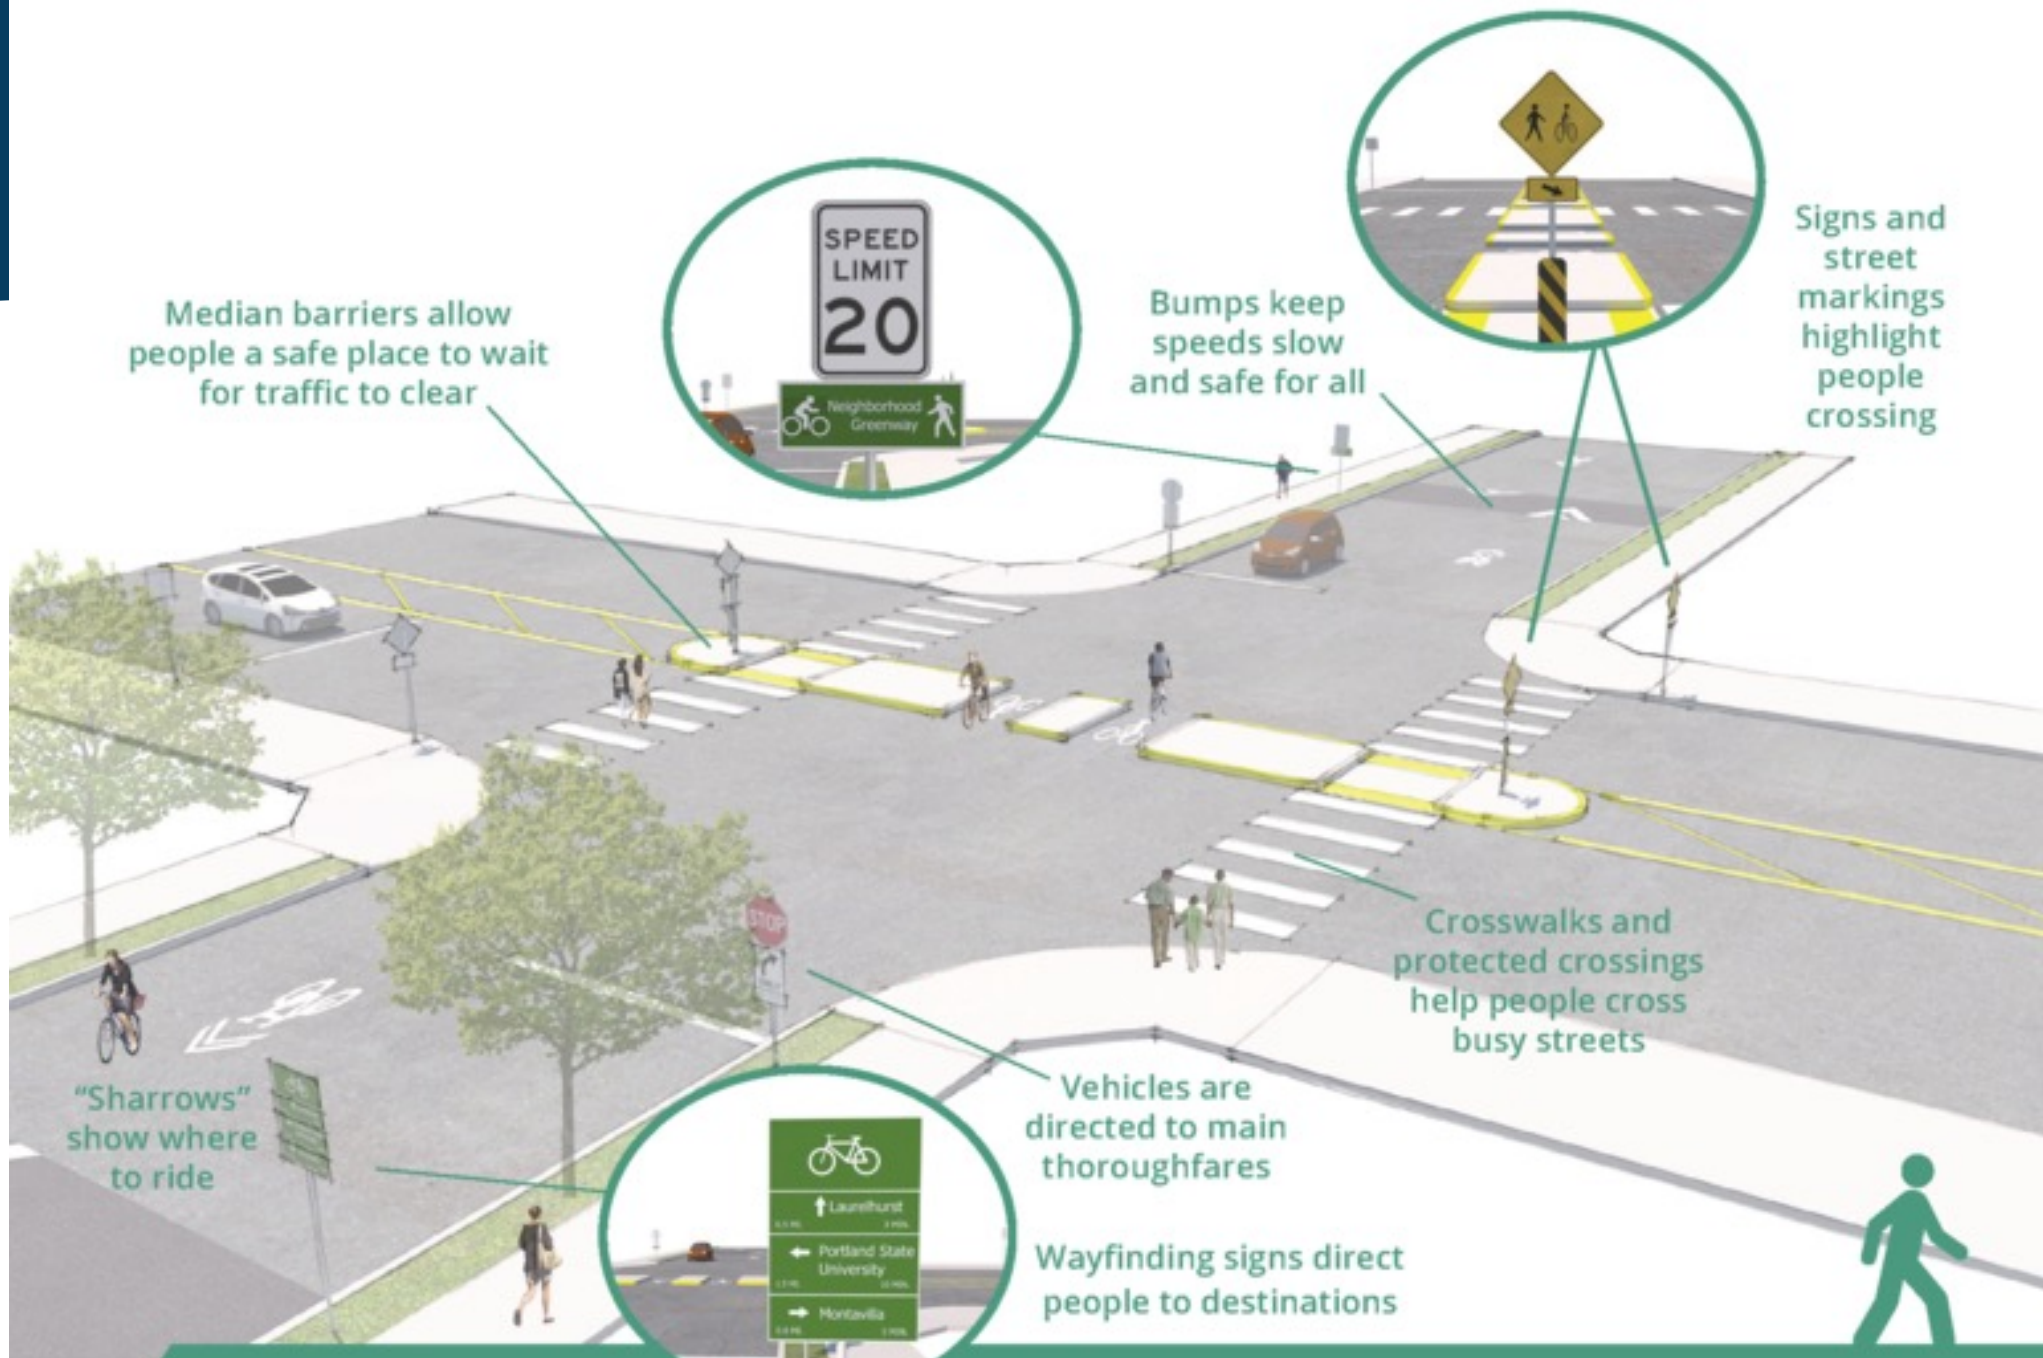 Median barriers allow
people a safe place to wait
for traffic to clear
SPEED
LIMIT
20
Neighborhood
Greenway
Bumps keep
speeds slow
and safe for all
Signs and
street
markings
highlight
people
crossing
STOP
Crosswalks and
protected crossings
help people cross
busy streets
"Sharrows"
show where
to ride
Vehicles are
directed to main
thoroughfares
Laurelhurst
Portland State
University
Montavilla
Wayfinding signs direct
people to destinations